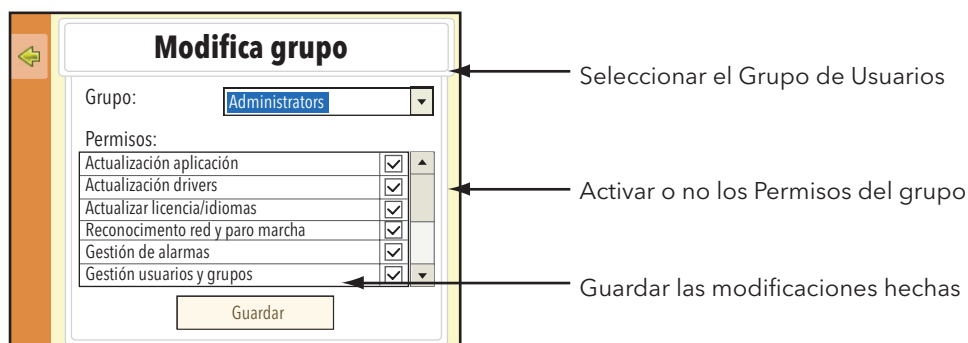 Modifica grupo
Seleccionar el Grupo de Usuarios
Grupo:
Administrators
Permisos:
Actualización aplicación
Actualización drivers
Activar o no los Permisos del grupo
Actualizar licencia/idiomas
Reconocimento red y paro marcha
Gestión de alarmas
Gestión usuarios y grupos
Guardar las modificaciones hechas
Guardar